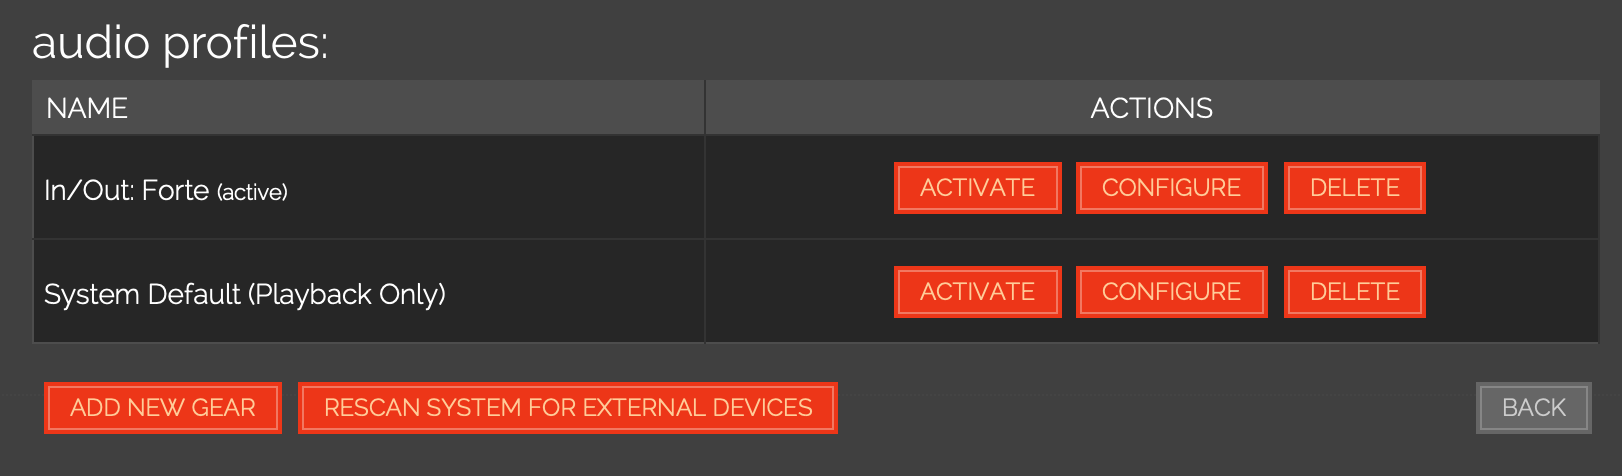 audio profiles:
NAME ACTIONS
In/Out: Forte (active) ACTIVATE CONFIGURE DELETE
System Default (Playback Only) ACTIVATE CONFIGURE DELETE
ADD NEW GEAR RESCAN SYSTEM FOR EXTERNAL DEVICES BACK